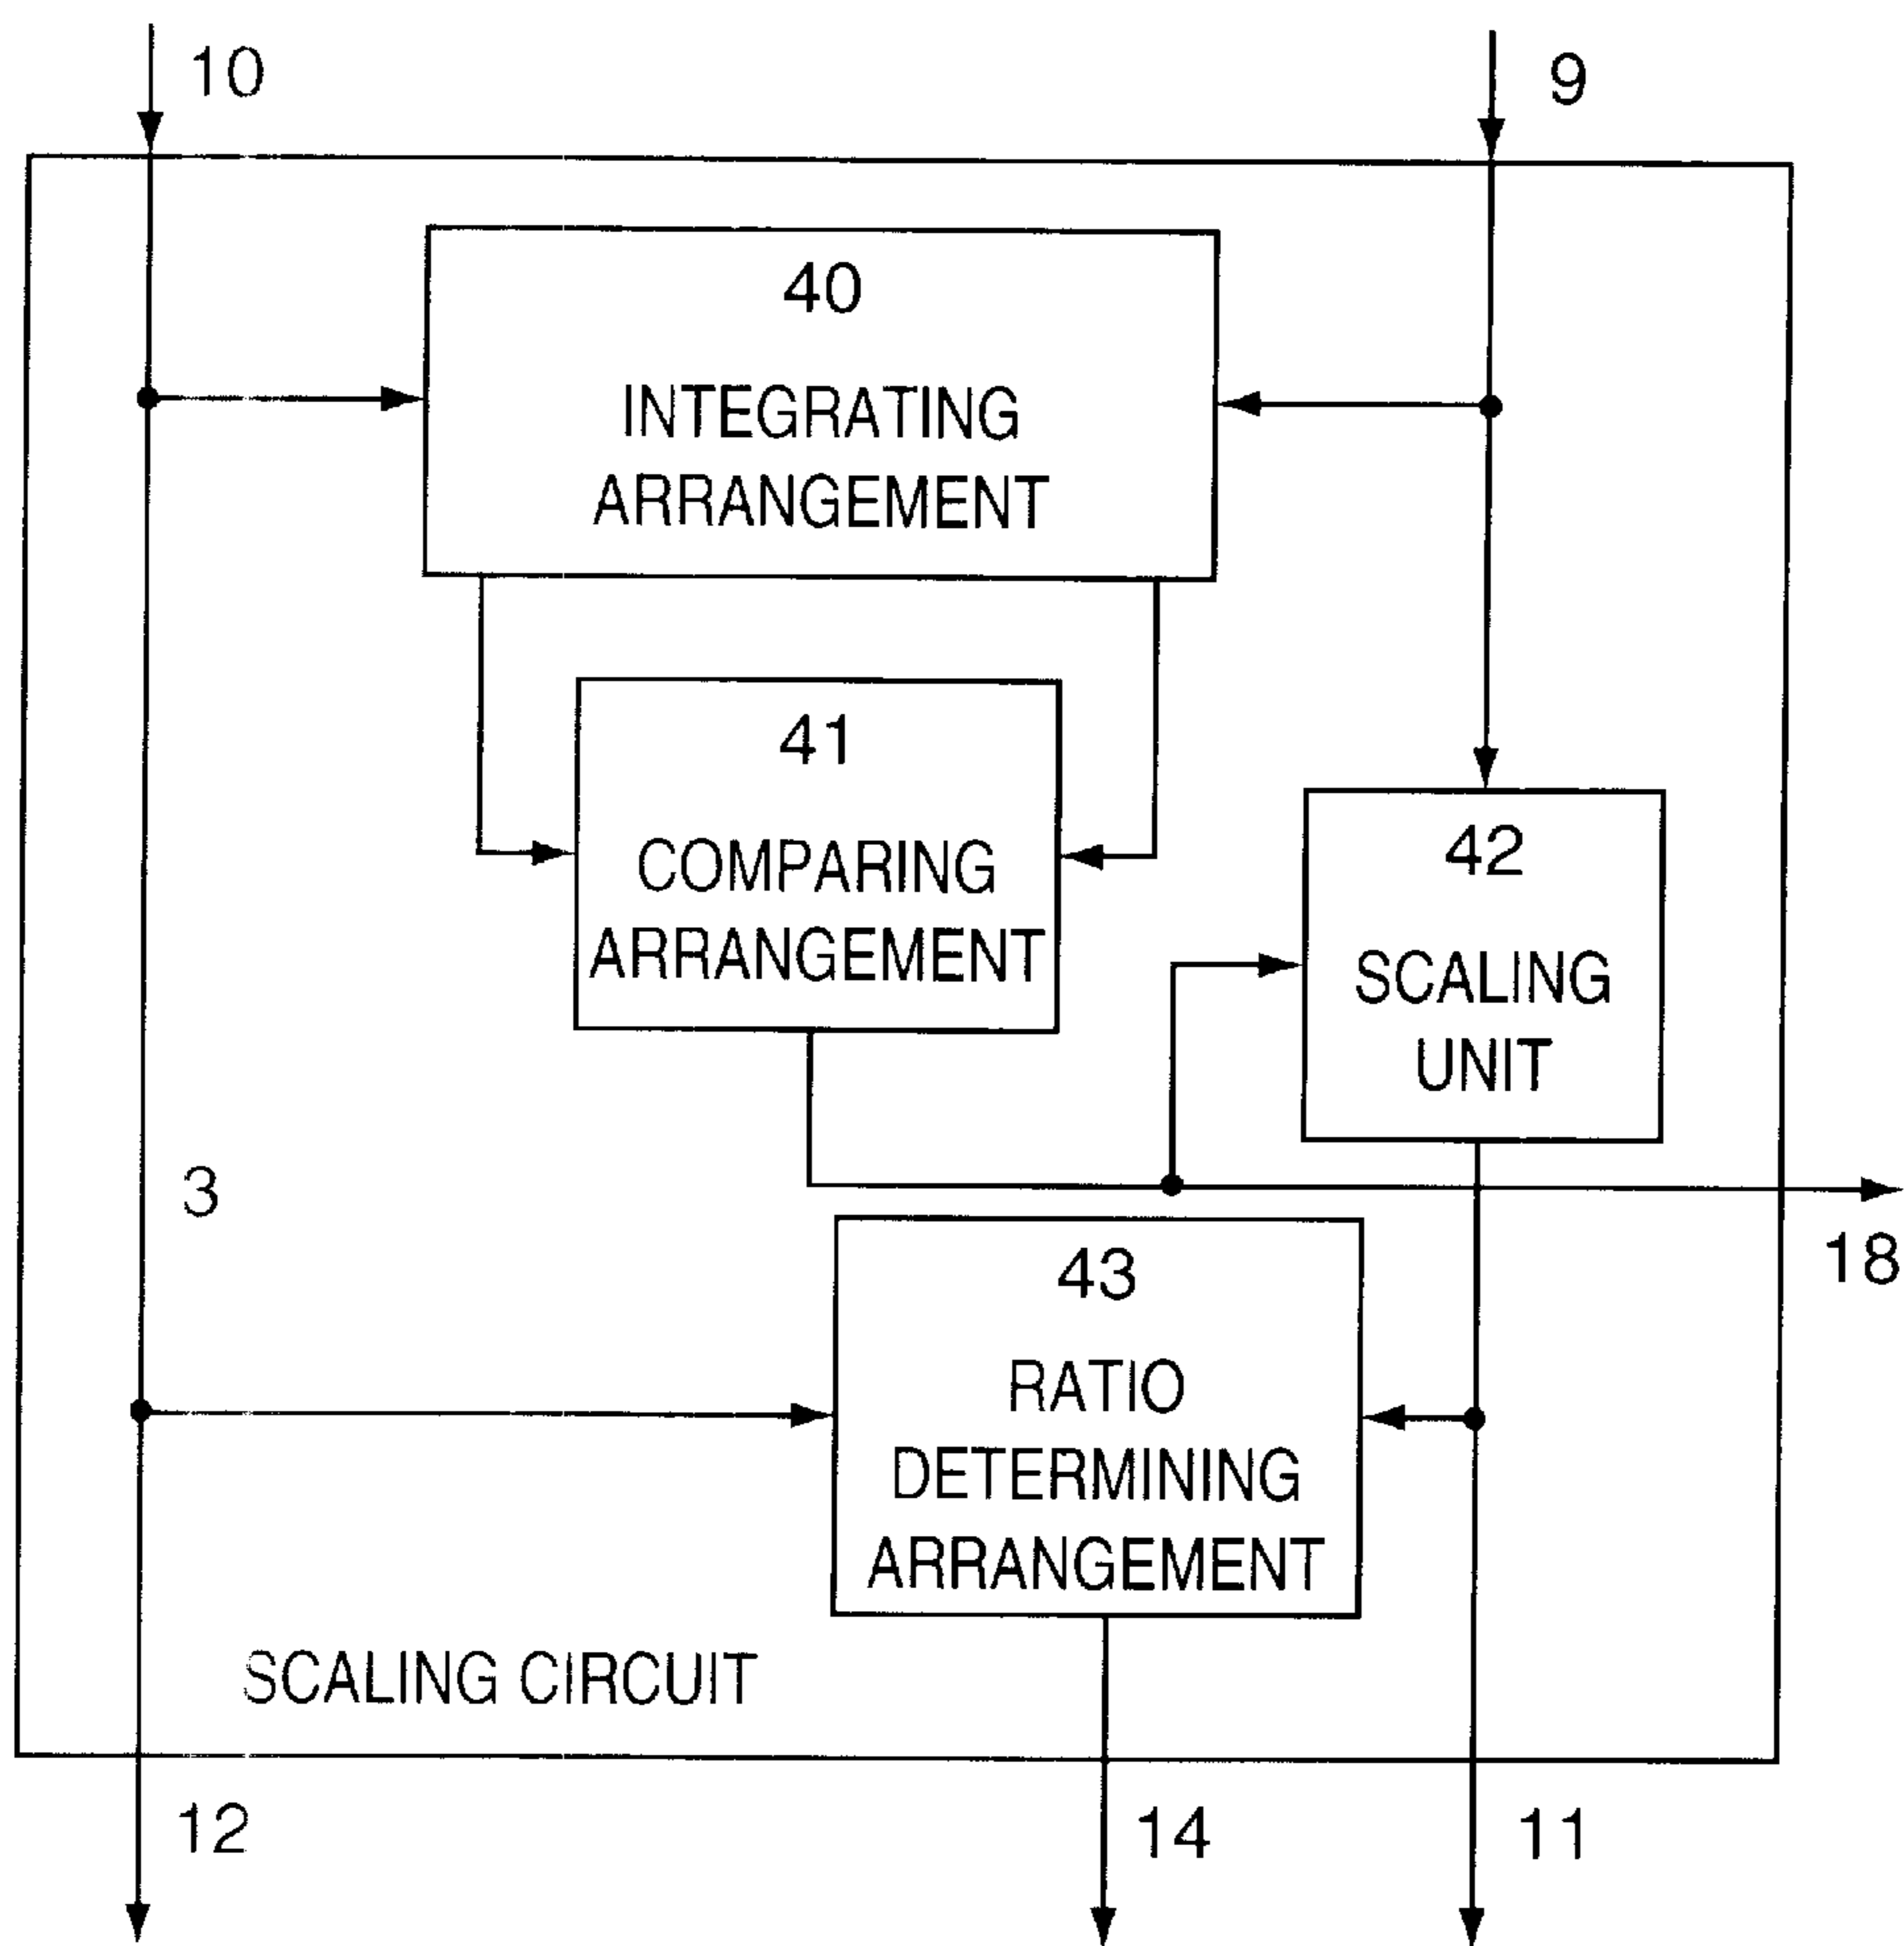 10
9
40
INTEGRATING
ARRANGEMENT
41
COMPARING
ARRANGEMENT
42
SCALING
UNIT
3
18
43
RATIO
DETERMINING
ARRANGEMENT
SCALING CIRCUIT
12
14
11